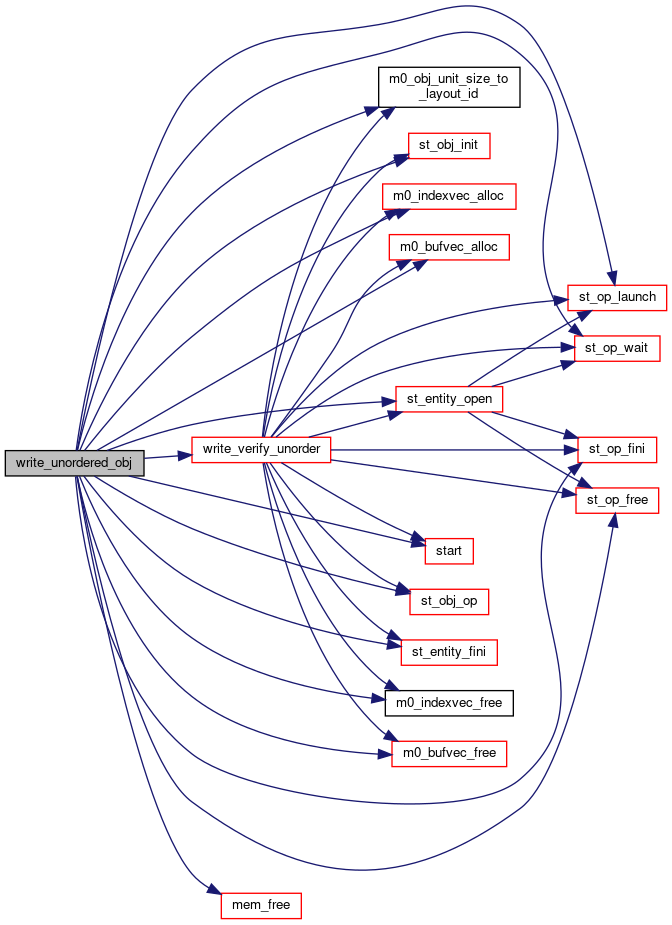 m0_obj_unit_size_to
_layout_id
st_obj_init
m0_indexvec_alloc
m0_bufvec_alloc
st_op_launch
st_op_wait
st_entity_open
write_verify_unorder
st_op_fini
write_unordered_obj
st_op_free
start
st_obj_op
st_entity_fini
m0_indexvec_free
m0_bufvec_free
mem_free